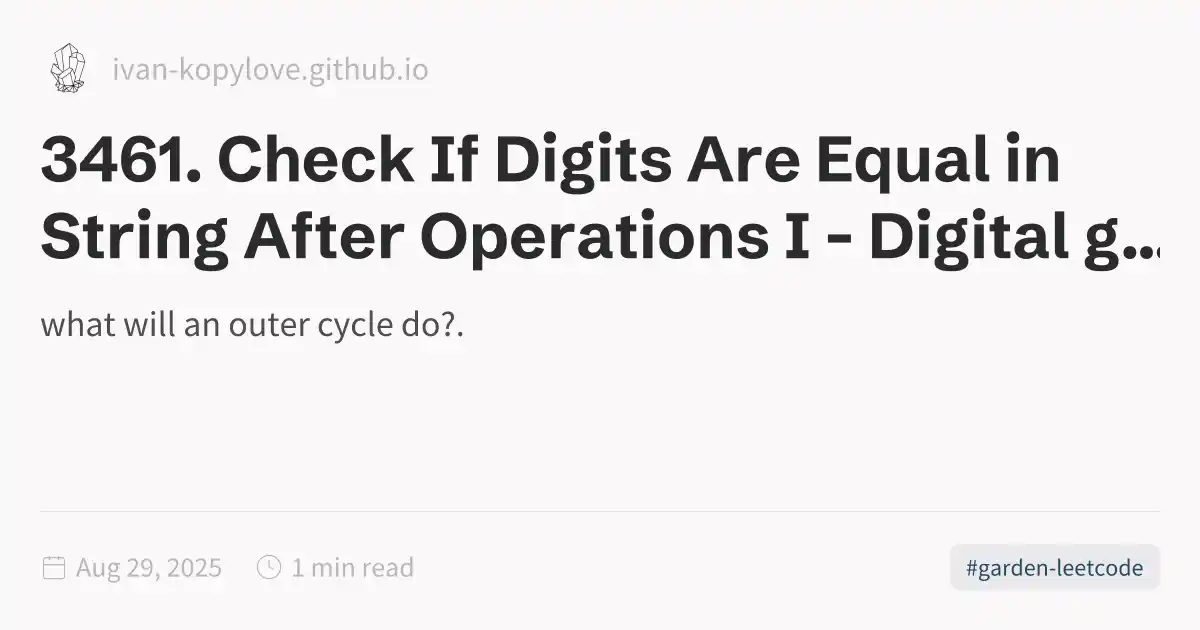 ivan-kopylove.github.io
3461. Check If Digits Are Equal in
String After Operations I - Digital g...
what will an outer cycle do?.
Aug 29, 2025
1 min read
#garden-leetcode